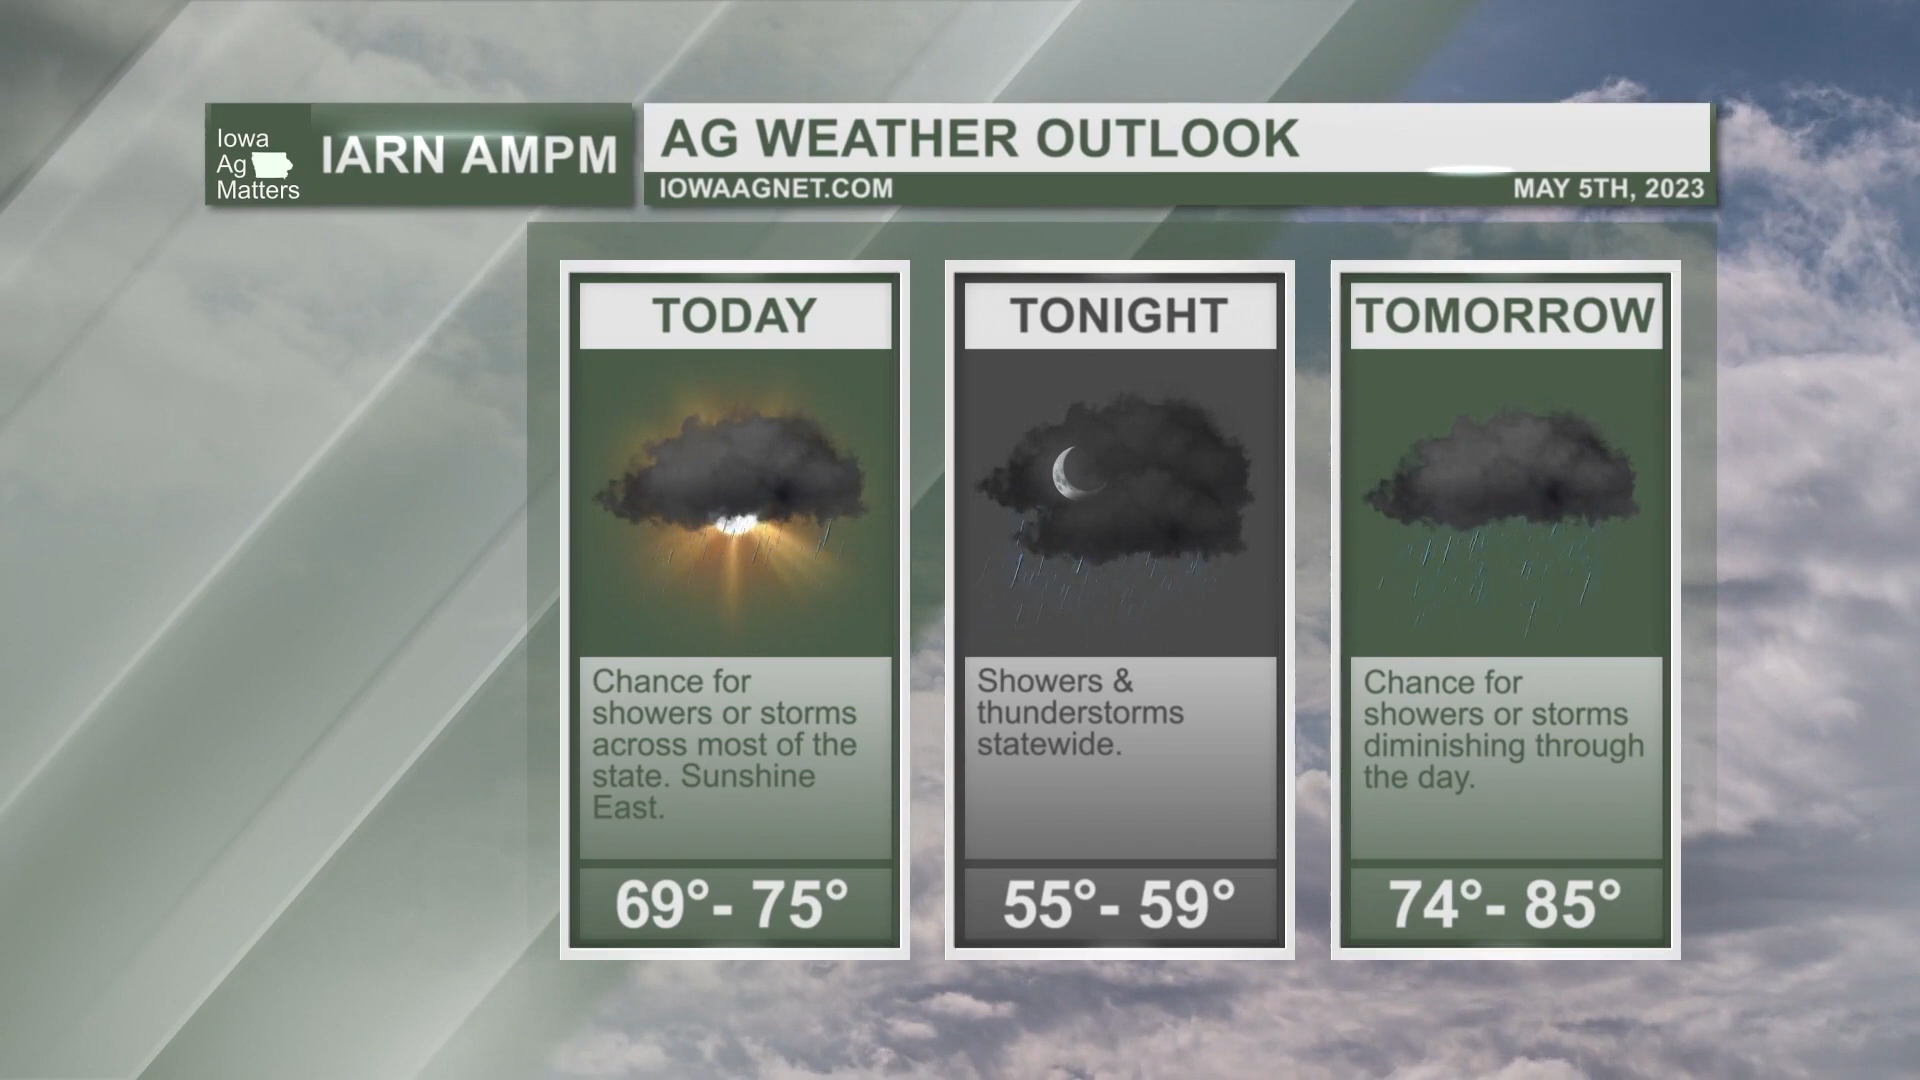 Iowa
Ag
Matters
IARN AMPM
AG WEATHER OUTLOOK
IOWAAGNET.COM
MAY 5TH, 2023
TODAY
Chance for
showers or storms
across most of the
state. Sunshine
East.
69°- 75°
TONIGHT
Showers &
thunderstorms
statewide.
55°- 59°
TOMORROW
Chance for
showers or storms
diminishing through
the day.
74°- 85°